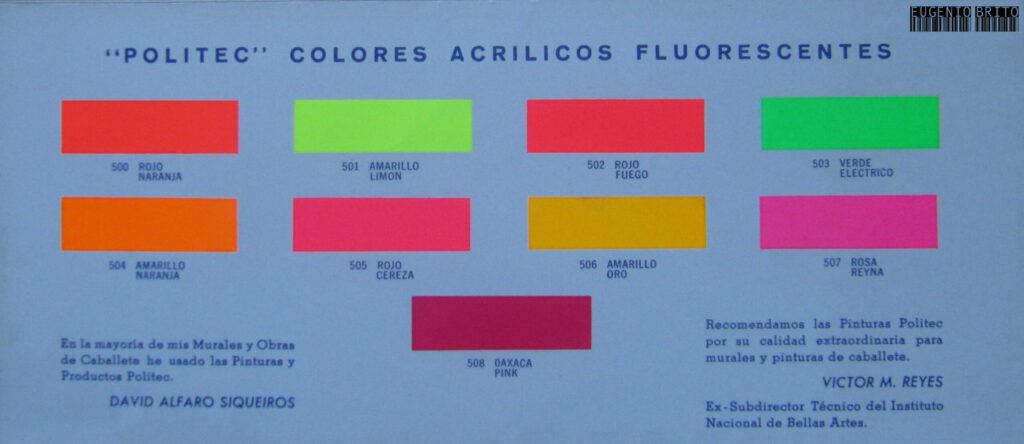 EUGENIO BRITO
"POLITEC" COLORES ACRILICOS FLUORESCENTES
500 ROJO
NARANJA
501 AMARILLO
LIMON
502 ROJO
FUEGO
503 VERDE
ELECTRICO
504 AMARILLO
NARANJA
505 ROJO
CEREZA
506 AMARILLO
ORO
507 ROSA
REYNA
508 OAXACA
PINK
En la mayoría de mis Murales y Obras
de Caballete he usado las Pinturas y
Productos Politec.
DAVID ALFARO SIQUEIROS
Recomendamos las Pinturas Politec
por su calidad extraordinaria para
murales y pinturas de caballete.
VICTOR M. REYES
Ex-Subdirector Técnico del Instituto
Nacional de Bellas Artes.